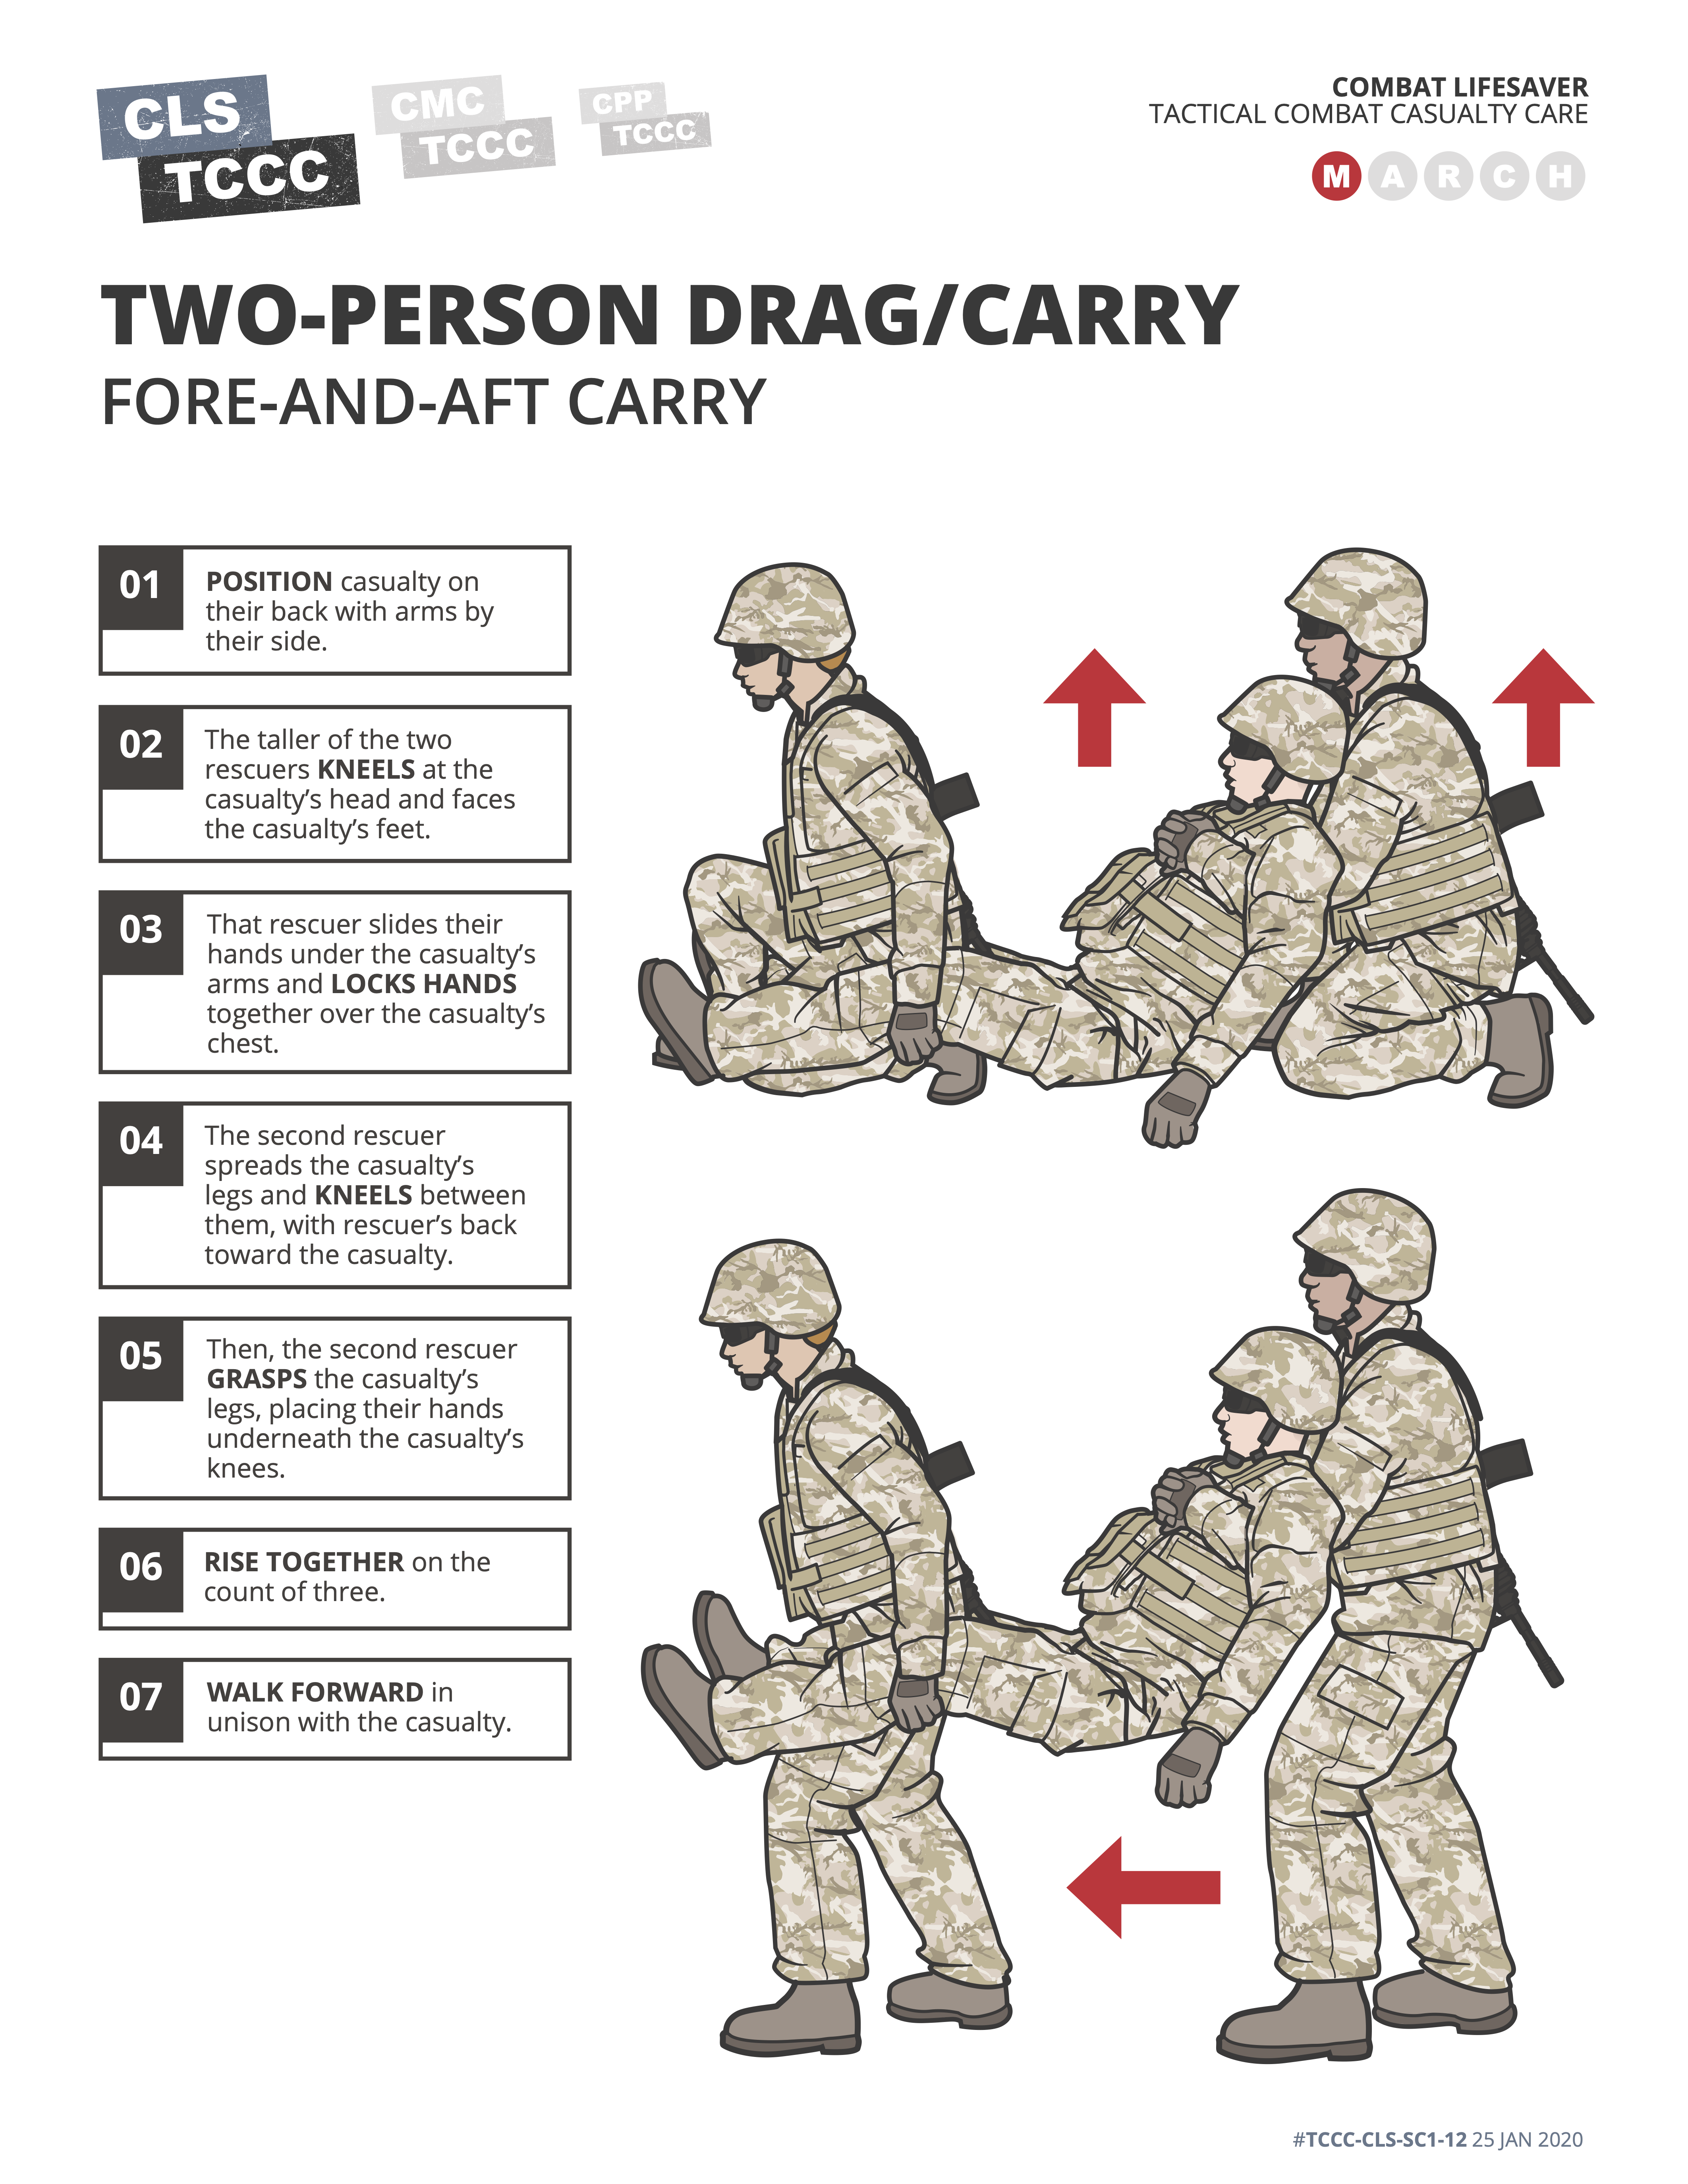 CLS
TCCC
CMC
TCCC
CPP
TCCC
COMBAT LIFESAVER
TACTICAL COMBAT CASUALTY CARE
M A R C H
TWO-PERSON DRAG/CARRY
FORE-AND-AFT CARRY
01
POSITION casualty on
their back with arms by
their side.
02
The taller of the two
rescuers KNEELS at the
casualty’s head and faces
the casualty’s feet.
03
That rescuer slides their
hands under the casualty’s
arms and LOCKS HANDS
together over the casualty’s
chest.
04
The second rescuer
spreads the casualty’s
legs and KNEELS between
them, with rescuer’s back
toward the casualty.
05
Then, the second rescuer
GRASPS the casualty’s
legs, placing their hands
underneath the casualty’s
knees.
06
RISE TOGETHER on the
count of three.
07
WALK FORWARD in
unison with the casualty.
#TCCC-CLS-SC1-12 25 JAN 2020